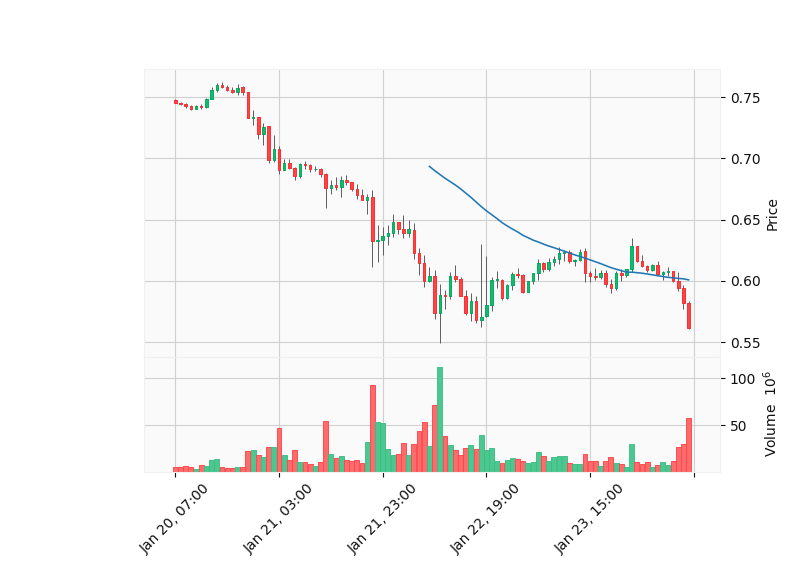 0.75
0.70
0.65
0.60
0.55
Price
100
50
Volume 10^6
Jan 20, 07:00
Jan 21, 03:00
Jan 21, 23:00
Jan 22, 19:00
Jan 23, 15:00